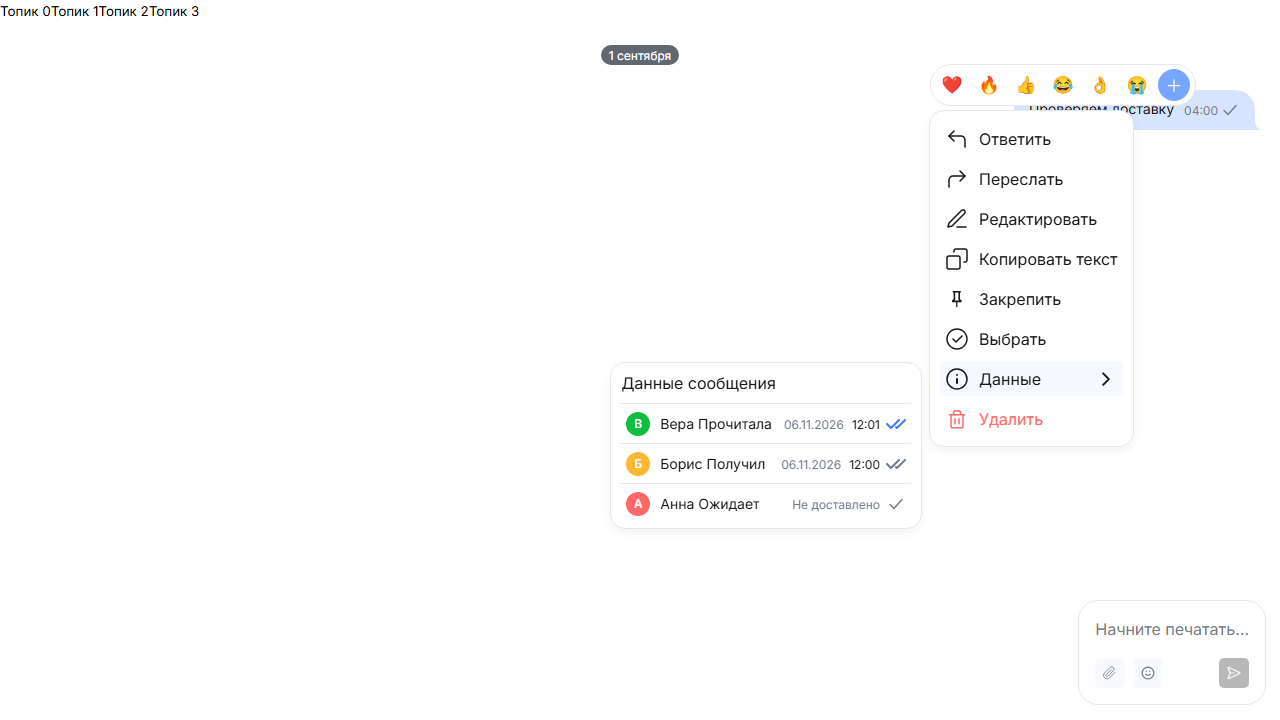 Топик 0Топик 1Топик 2Топик 3
1 сентября
Проверяем доставку 04:00
Ответить
Переслать
Редактировать
Копировать текст
Закрепить
Выбрать
Данные
Удалить
Данные сообщения
В Вера Прочитала 06.11.2026 12:01
Б Борис Получил 06.11.2026 12:00
А Анна Ожидает Не доставлено
Начните печатать...